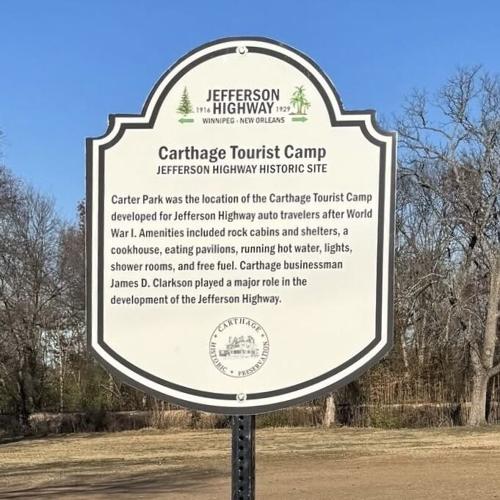 JEFFERSON
1916 HIGHWAY 1929
WINNIPEG - NEW ORLEANS
Carthage Tourist Camp
JEFFERSON HIGHWAY HISTORIC SITE
Carter Park was the location of the Carthage Tourist Camp
developed for Jefferson Highway auto travelers after World
War I. Amenities included rock cabins and shelters, a
cookhouse, eating pavilions, running hot water, lights,
shower rooms, and free fuel. Carthage businessman
James D. Clarkson played a major role in the
development of the Jefferson Highway.
CARTHAGE
HISTORIC • PRESERVATION